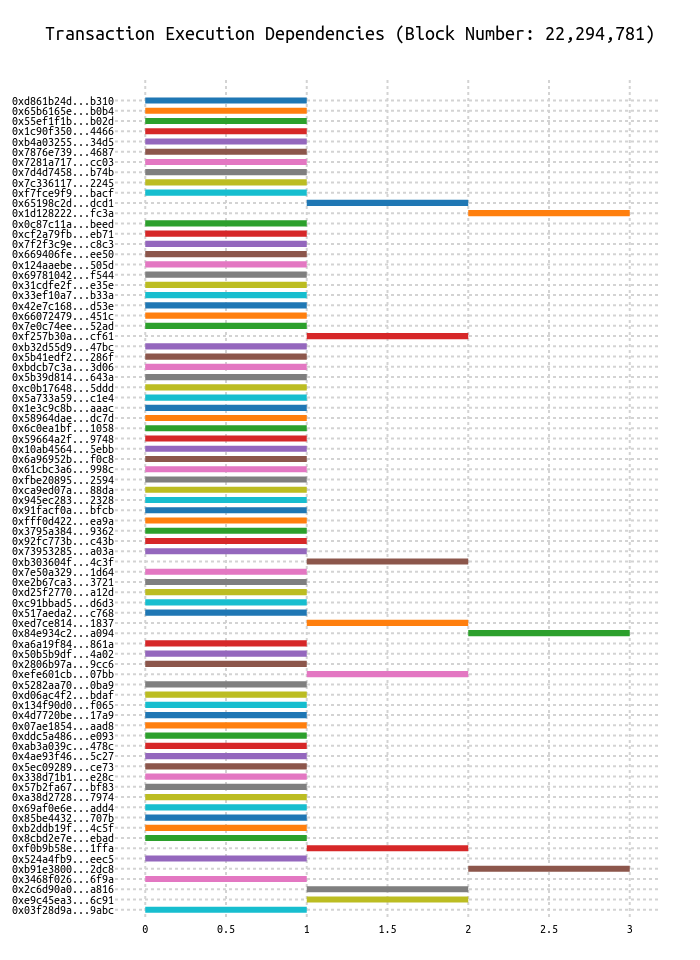 Transaction Execution Dependencies (Block Number: 22,294,781)
0xd861b24d...b310
0x65b6165e...b0b4
0x55ef1f1b...b02d
0x1c90f350...4466
0xb4a03255...34d5
0x7876e739...4687
0x7281a717...cc03
0x7d4d7458...b74b
0x7c336117...2245
0xf7fce9f9...bacf
0x65198c2d...dcd1
0x1d128222...fc3a
0x0c87c11a...beed
0xcf2a79fb...eb71
0x7f2f3c9e...c8c3
0x669406fe...ee50
0x124aaebe...505d
0x69781042...f544
0x31cdfe2f...e35e
0x33ef10a7...b33a
0x42e7c168...d53e
0x66072479...451c
0x7e0c74ee...52ad
0xf257b30a...cf61
0xb32d55d9...47bc
0x5b41edf2...286f
0xbdcb7c3a...3d06
0x5b39d814...643a
0xc0b17648...5ddd
0x5a733a59...c1e4
0x1e3c9c8b...aaac
0x58964dae...dc7d
0x6c0ea1bf...1058
0x59664a2f...9748
0x10ab4564...5ebb
0x6a96952b...f0c8
0x61cbc3a6...998c
0xfbe20895...2594
0xca9ed07a...88da
0x945ec283...2328
0x91facf0a...bfcb
0xfff0d422...ea9a
0x3795a384...9362
0x92fc773b...c43b
0x73953285...a03a
0xb303604f...4c3f
0x7e50a329...1d64
0xe2b67ca3...3721
0xd25f2770...a12d
0xc91bbad5...d6d3
0x517aeda2...c768
0xed7ce814...1837
0x84e934c2...a094
0xa6a19f84...861a
0x50b5b9df...4a02
0x2806b97a...9cc6
0xefe601cb...07bb
0x5282aa70...0ba9
0xd06ac4f2...bdaf
0x134f90d0...f065
0x4d7720be...17a9
0x07ae1854...aad8
0xddc5a486...e093
0xab3a039c...478c
0x4ae93f46...5c27
0x5ec09289...ce73
0x338d71b1...e28c
0x57b2fa67...bf83
0xa38d2728...7974
0x69af0e6e...add4
0x85be4432...707b
0xb2ddb19f...4c5f
0x8cbd2e7e...ebad
0xf0b9b58e...1ffa
0x524a4fb9...eec5
0xb91e3800...2dc8
0x3468f026...6f9a
0x2c6d90a0...a816
0xe9c45ea3...6c91
0x03f28d9a...9abc
0 0.5 1 1.5 2 2.5 3